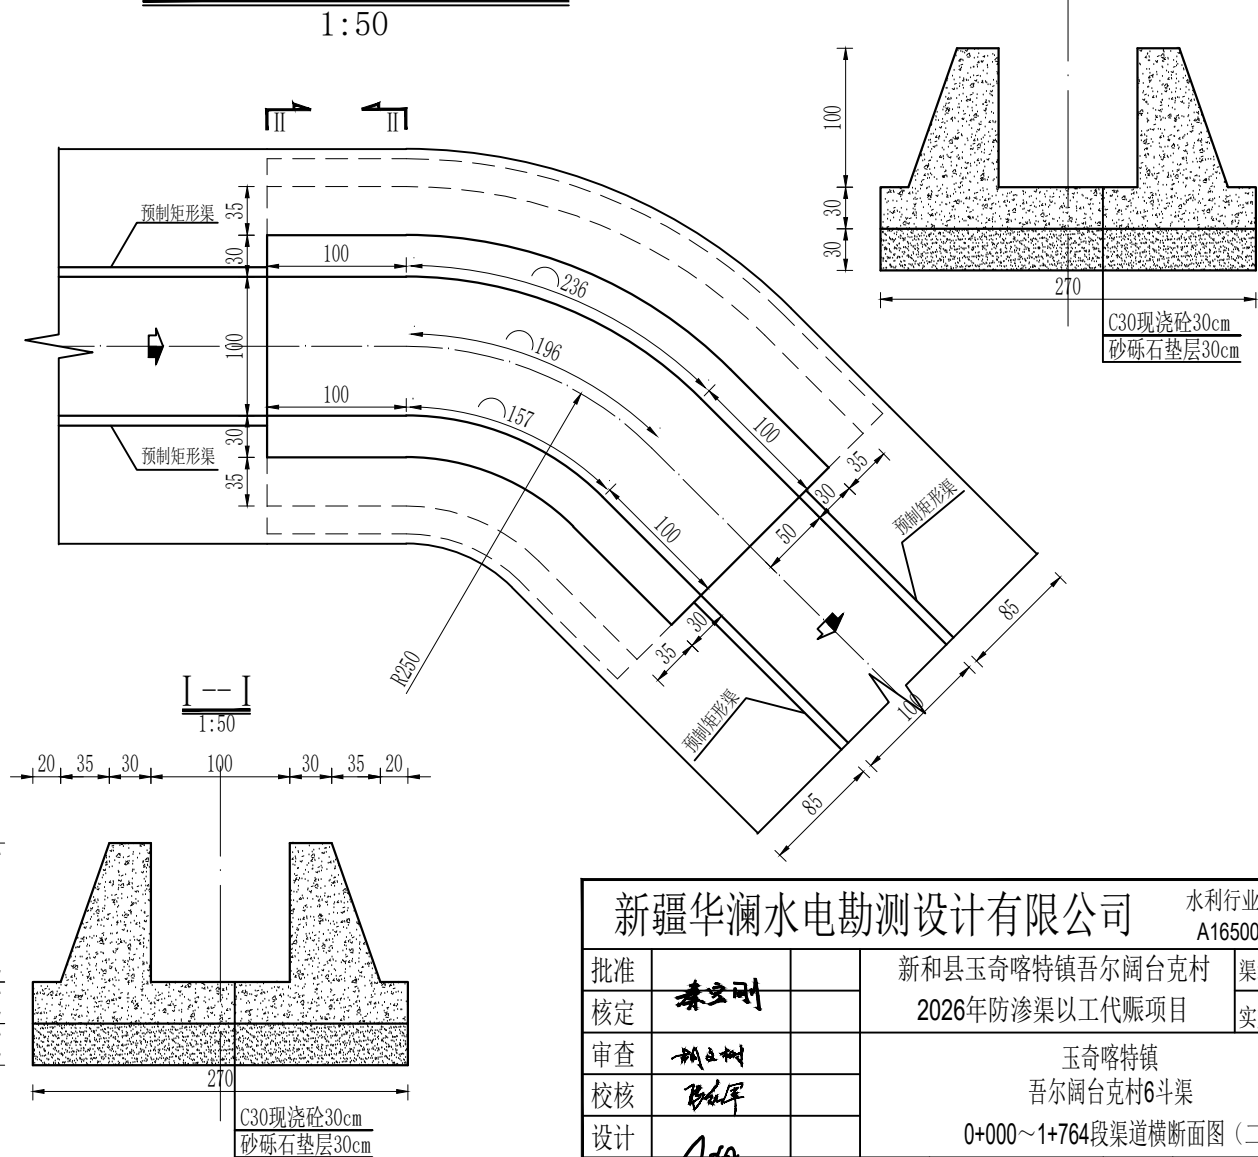 1:50
II
II
100
30
30
270
C30现浇砼30cm
砂砾石垫层30cm
预制矩形渠
35
30
100
30
35
预制矩形渠
100
236
196
100
157
100
100
35
30
50
预制矩形渠
30
35
R250
预制矩形渠
85
100
85
I--I
1:50
20 35 30 100 30 35 20
270
C30现浇砼30cm
砂砾石垫层30cm
新疆华澜水电勘测设计有限公司
水利行业
A16500
批准
核定
新和县玉奇喀特镇吾尔阔台克村
2026年防渗渠以工代赈项目
渠
实
审查
校核
设计
玉奇喀特镇
吾尔阔台克村6斗渠
0+000～1+764段渠道横断面图（二